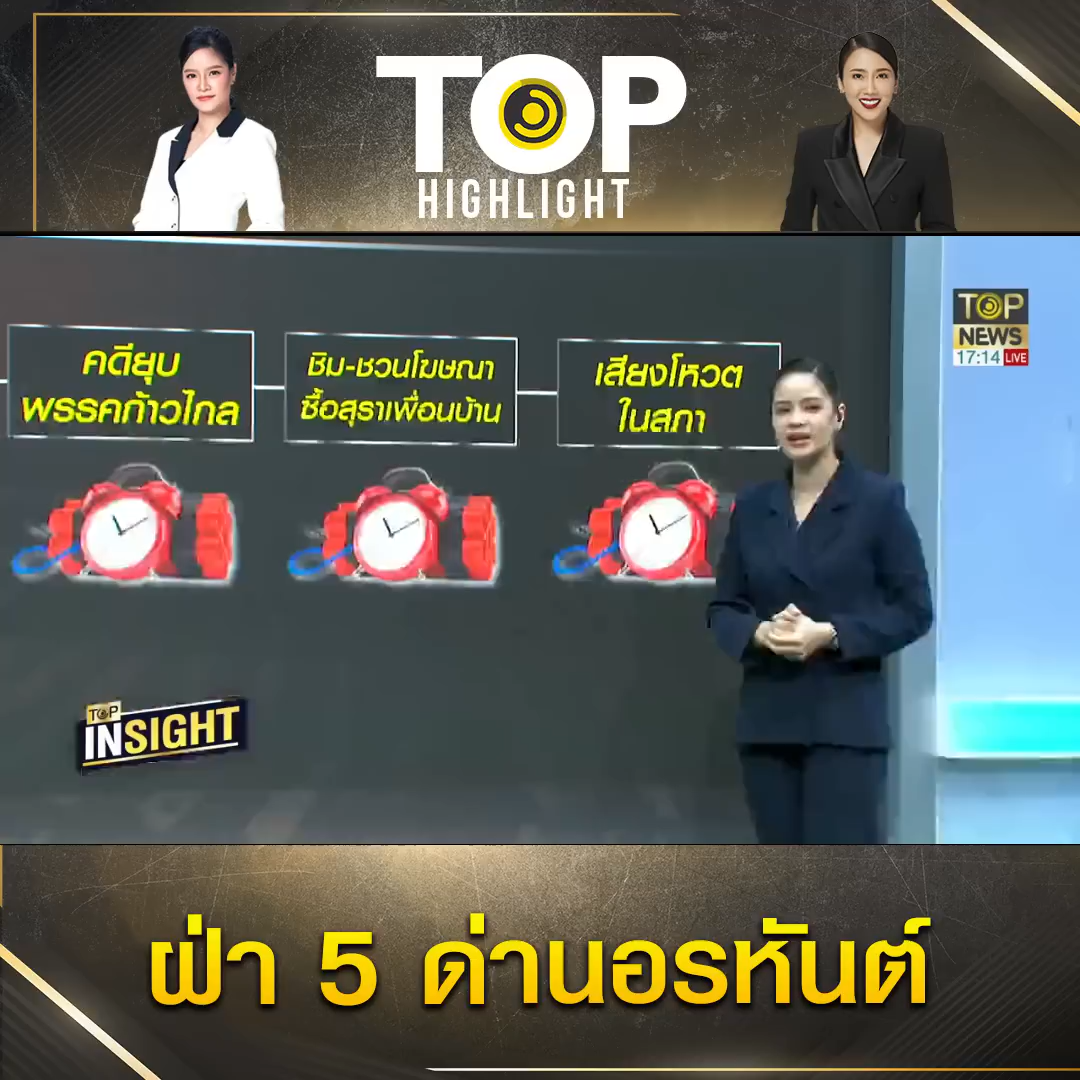 TOP
HIGHLIGHT
TOP
NEWS
17:14 LIVE
คดียุบ
พรรคก้าวไกล
ชิม-ชวนโฆษณา
ซื้อสุราเพื่อนบ้าน
เสียงโหวต
ในสภา
TOP
INSIGHT
ฝ่า 5 ด่านอรหันต์